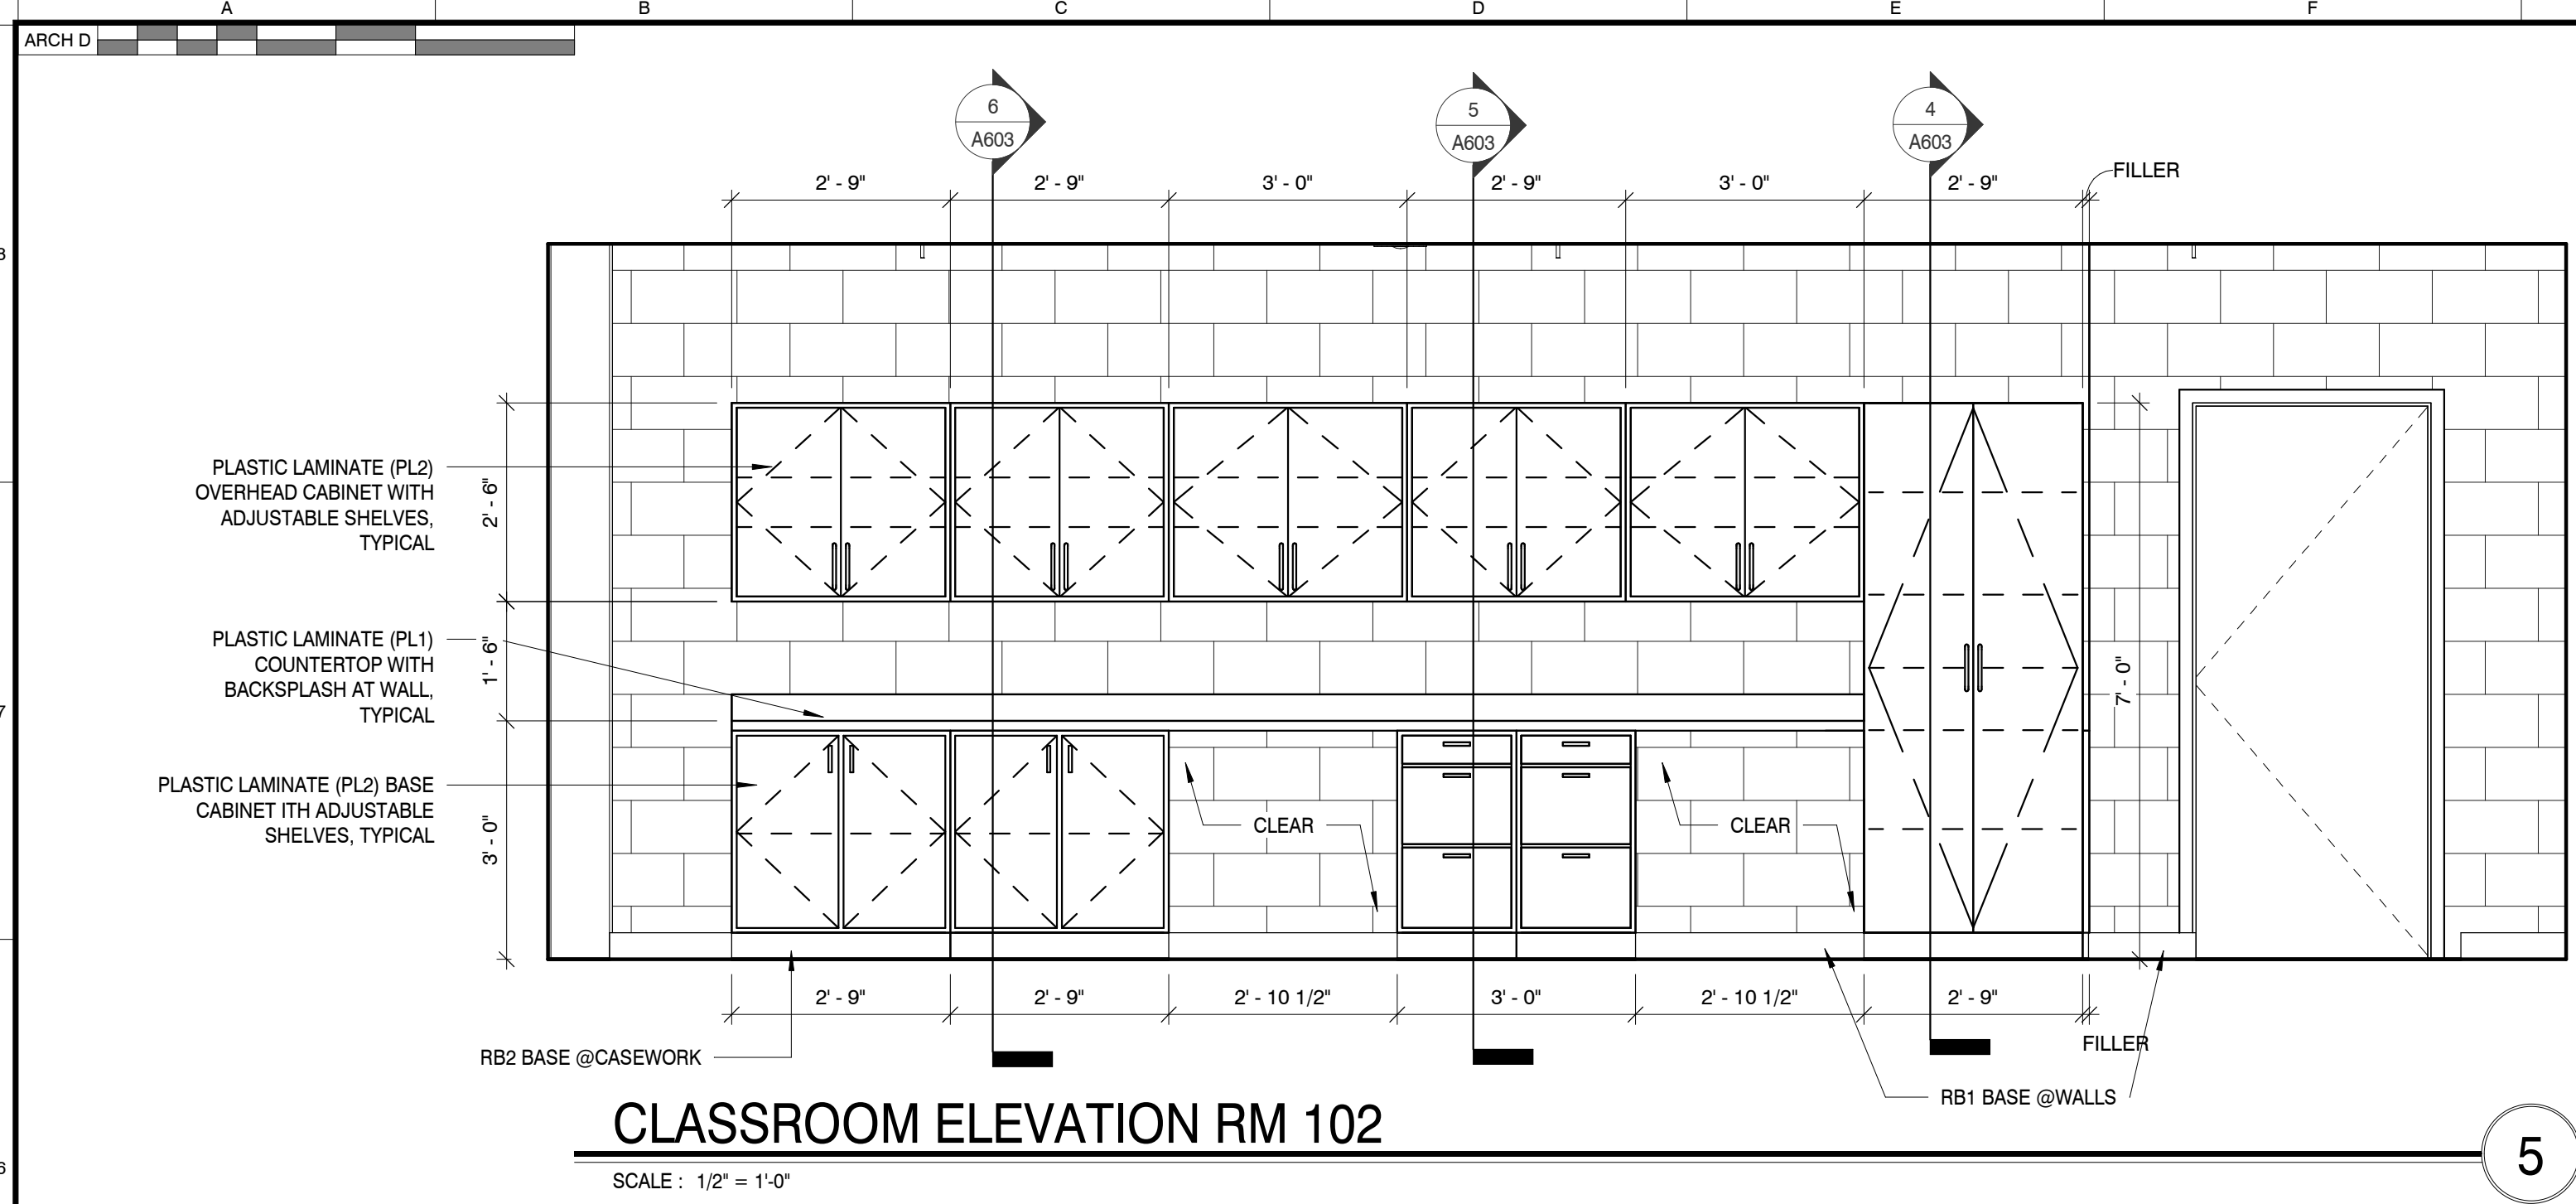 A B C D E F
ARCH D
6
A603
5
A603
4
A603
2' - 9" 2' - 9" 3' - 0" 2' - 9" 3' - 0" 2' - 9"
FILLER
8
PLASTIC LAMINATE (PL2)
OVERHEAD CABINET WITH
ADJUSTABLE SHELVES,
TYPICAL
2' - 6"
PLASTIC LAMINATE (PL1)
COUNTERTOP WITH
BACKSPLASH AT WALL,
TYPICAL
1' - 6"
7' - 0"
7
PLASTIC LAMINATE (PL2) BASE
CABINET ITH ADJUSTABLE
SHELVES, TYPICAL
3' - 0"
CLEAR
CLEAR
2' - 9" 2' - 9" 2' - 10 1/2" 3' - 0" 2' - 10 1/2" 2' - 9"
FILLER
RB2 BASE @CASEWORK
RB1 BASE @WALLS
CLASSROOM ELEVATION RM 102
5
6
SCALE : 1/2" = 1'-0"